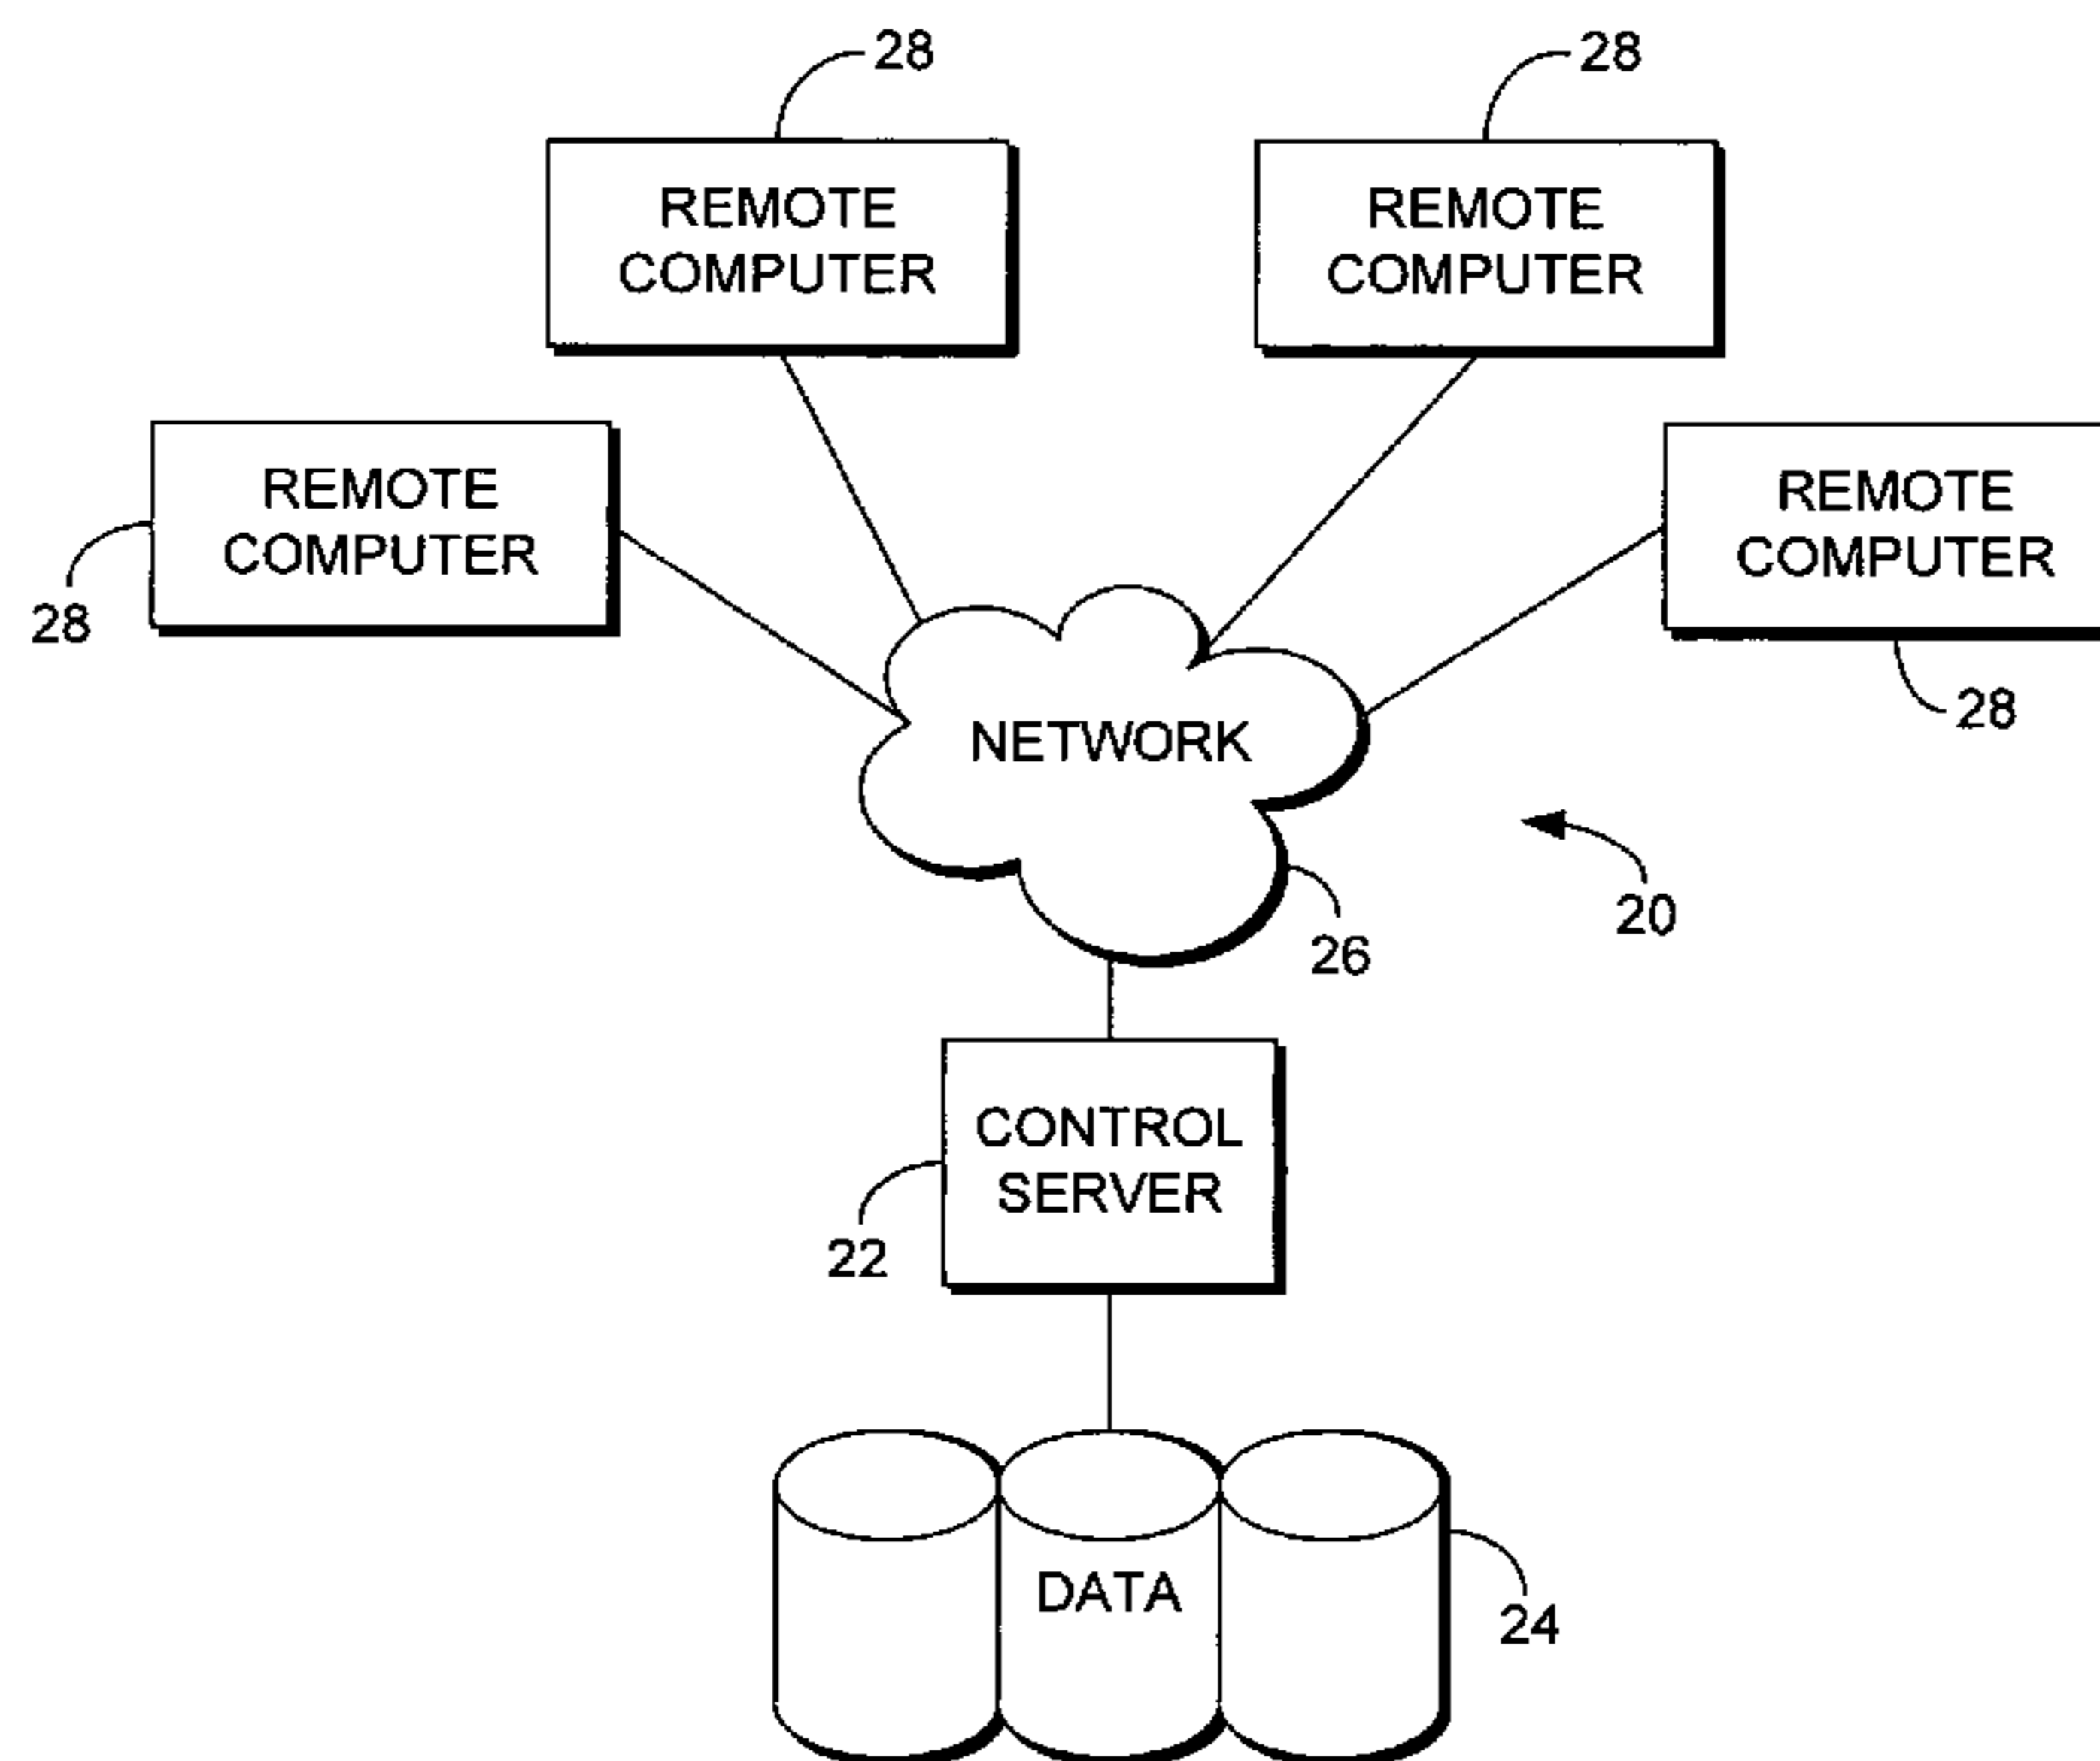 28
28
REMOTE
COMPUTER
REMOTE
COMPUTER
REMOTE
COMPUTER
REMOTE
COMPUTER
28
28
NETWORK
20
26
CONTROL
SERVER
22
DATA
24